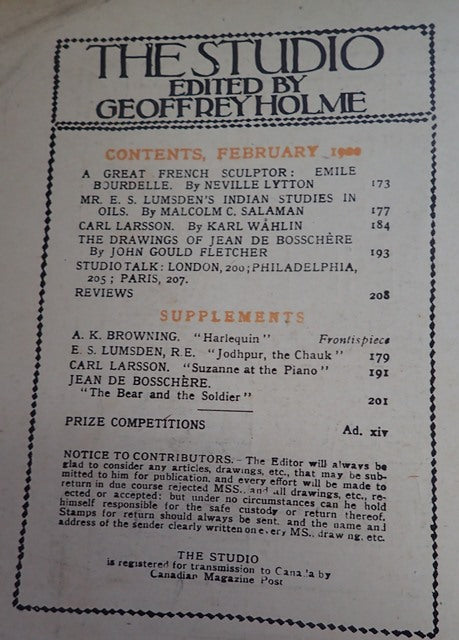 THE STUDIO
EDITED BY
GEOFFREY HOLME
CONTENTS, FEBRUARY
A GREAT FRENCH SCULPTOR: EMILE
BOURDELLE. By NEVILLE LYTTON 173
MR. E. S. LUMSDEN'S INDIAN STUDIES IN
OILS. By MALCOLM C. SALAMAN 177
CARL LARSSON. By KARL WÅHLIN 184
THE DRAWINGS OF JEAN DE BOSSCHÈRE
By JOHN GOULD FLETCHER 193
STUDIO TALK: LONDON, 200; PHILADELPHIA,
205; PARIS, 207.
REVIEWS 208
SUPPLEMENTS
A. K. BROWNING. "Harlequin" Frontispiece
E. S. LUMSDEN, R.E. "Jodhpur, the Chauk" 179
CARL LARSSON. "Suzanne at the Piano" 191
JEAN DE BOSSCHÈRE.
"The Bear and the Soldier" 201
PRIZE COMPETITIONS Ad. xiv
NOTICE TO CONTRIBUTORS.—The Editor will always be
glad to consider any articles, drawings, etc., that may be sub-
mitted to him for publication, and every effort will be made to
return in due course rejected MSS., and all drawings, etc., re-
jected or accepted; but under no circumstances can he hold
himself responsible for the safe custody or return thereof.
Stamps for return should always be sent, and the name and
address of the sender clearly written on every MS., drawing, etc.
THE STUDIO
is registered for transmission to Canada by
Canadian Magazine Post